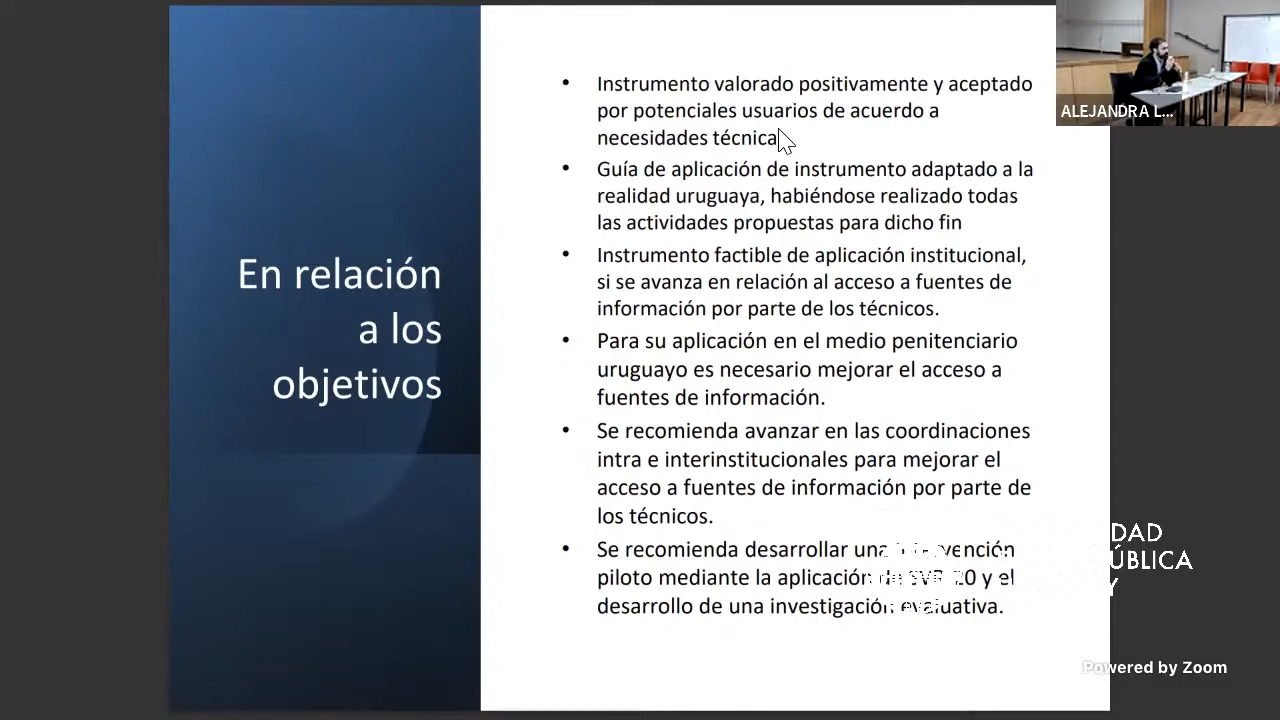 En relación
a los
objetivos
• Instrumento valorado positivamente y aceptado
por potenciales usuarios de acuerdo a
necesidades técnica
• Guía de aplicación de instrumento adaptado a la
realidad uruguaya, habiéndose realizado todas
las actividades propuestas para dicho fin
• Instrumento factible de aplicación institucional,
si se avanza en relación al acceso a fuentes de
información por parte de los técnicos.
• Para su aplicación en el medio penitenciario
uruguayo es necesario mejorar el acceso a
fuentes de información.
• Se recomienda avanzar en las coordinaciones
intra e interinstitucionales para mejorar el
acceso a fuentes de información por parte de
los técnicos.
• Se recomienda desarrollar una
piloto mediante la aplicación y el
desarrollo de una investigación evaluativa.
ALEJANDRA L...
DAD
ÚBLICA
Y
Powered by Zoom